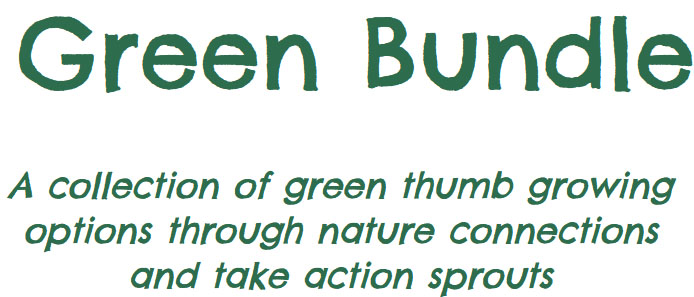 Green Bundle
A collection of green thumb growing
options through nature connections
and take action sprouts